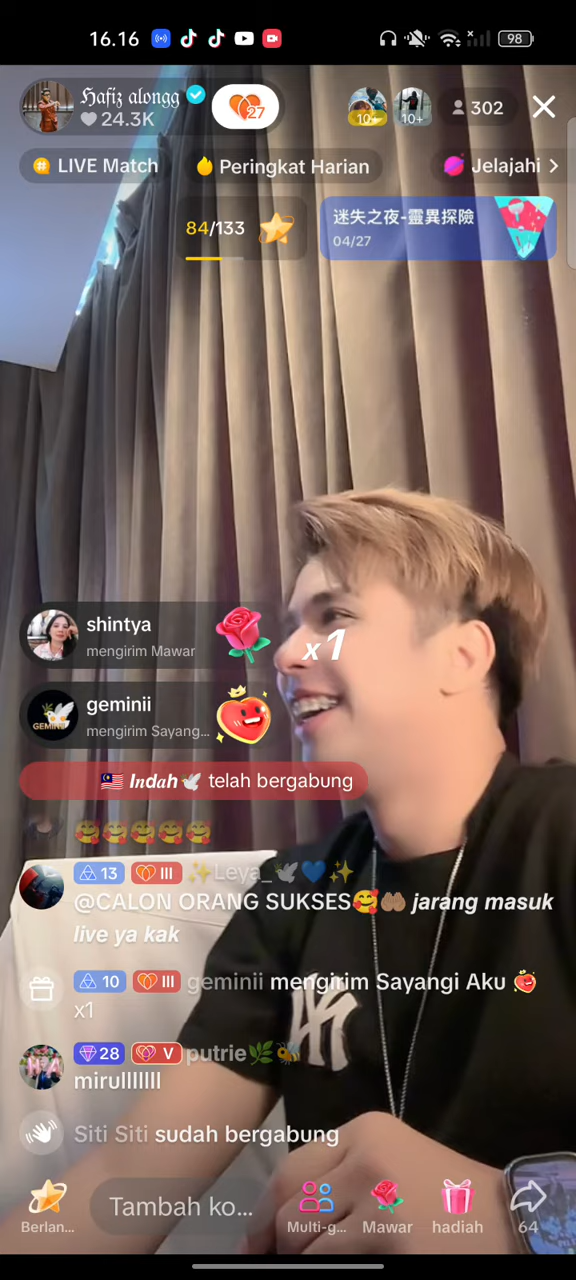 16.16
98
ℌafiz alongg
24.3K
27
10+
10+
302
LIVE Match
Peringkat Harian
Jelajahi
84/133
迷失之夜-靈異探險
04/27
shintya
mengirim Mawar
x1
geminii
mengirim Sayang...
GEMINI
🇲🇾 Indah🕊️ telah bergabung
🥰🥰🥰🥰🥰
13 III ✨Leya_🕊️💙✨
@CALON ORANG SUKSES🥰🤲🏽 jarang masuk
live ya kak
10 III geminii mengirim Sayangi Aku
x1
28 V putrie🌿🐝
mirulllllll
Siti Siti sudah bergabung
Berlan...
Tambah ko...
Multi-g...
Mawar
hadiah
64